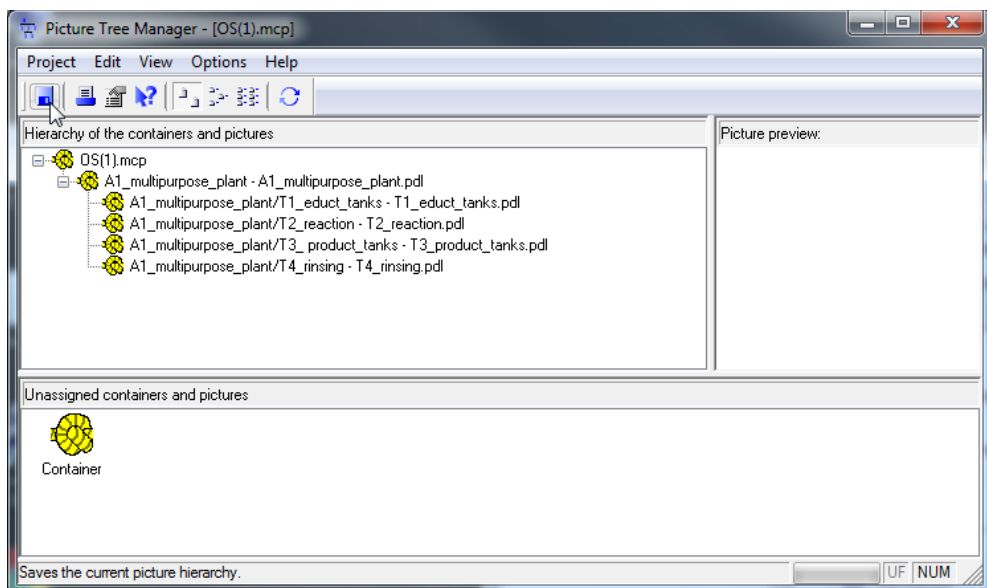 Picture Tree Manager - [OS(1).mcp]
Project Edit View Options Help
Hierarchy of the containers and pictures
Picture preview:
OS(1).mcp
A1_multipurpose_plant - A1_multipurpose_plant.pdl
A1_multipurpose_plant/T1_educt_tanks - T1_educt_tanks.pdl
A1_multipurpose_plant/T2_reaction - T2_reaction.pdl
A1_multipurpose_plant/T3_ product_tanks - T3_product_tanks.pdl
A1_multipurpose_plant/T4_rinsing - T4_rinsing.pdl
Unassigned containers and pictures
Container
Saves the current picture hierarchy.
UF NUM